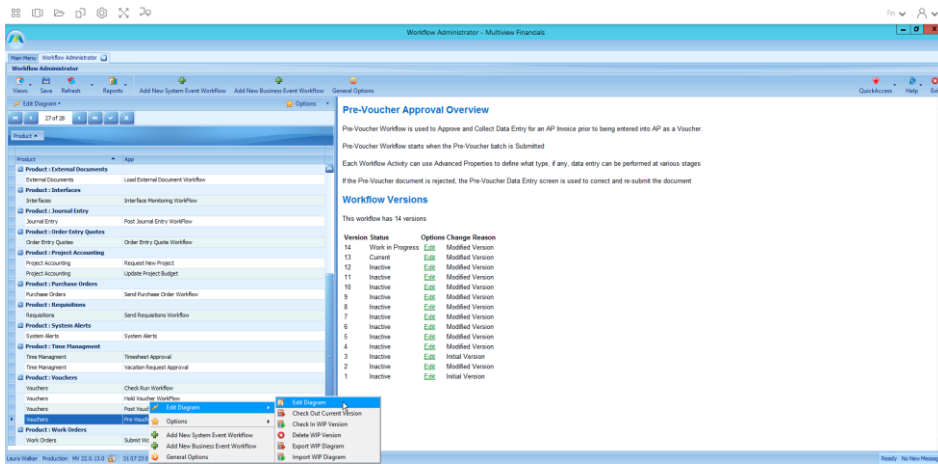 Fn
Workflow Administrator - Multiview Financials
Main Menu Workflow Administrator
Workflow Administrator
Views Save Refresh Reports Add New System Event Workflow Add New Business Event Workflow General Options QuickAccess Help Exi
Edit Diagram Options
27 of 28
Product
Product App
Product : External Documents
External Documents Load External Document Workflow
Product : Interfaces
Interfaces Interface Monitoring WorkFlow
Product : Journal Entry
Journal Entry Post Journal Entry WorkFlow
Product : Order Entry Quotes
Order Entry Quotes Order Entry Quote Workflow
Product : Project Accounting
Project Accounting Request New Project
Project Accounting Update Project Budget
Product : Purchase Orders
Purchase Orders Send Purchase Order Workflow
Product : Requisitions
Requisitions Send Requisitions Workflow
Product : System Alerts
System Alerts System Alerts
Product : Time Managment
Time Managment Timesheet Approval
Time Managment Vacation Request Approval
Product : Vouchers
Vouchers Check Run Workflow
Vouchers Hold Voucher WorkFlow
Vouchers Post Vouc
Vouchers Pre-Vouch
Product : Work Orders
Work Orders Submit Wo
Edit Diagram
Options
Add New System Event Workflow
Add New Business Event Workflow
General Options
Edit Diagram
Check Out Current Version
Check In WIP Version
Delete WIP Version
Export WIP Diagram
Import WIP Diagram
Pre-Voucher Approval Overview
Pre-Voucher Workflow is used to Approve and Collect Data Entry for an AP Invoice prior to being entered into AP as a Voucher.
Pre-Voucher Workflow starts when the Pre-Voucher batch is Submitted
Each Workflow Activity can use Advanced Properties to define what type, if any, data entry can be performed at various stages
If the Pre-Voucher document is rejected, the Pre-Voucher Data Entry screen is used to correct and re-submit the document
Workflow Versions
This workflow has 14 versions
Version Status Options Change Reason
14 Work in Progress Edit Modified Version
13 Current Edit Modified Version
12 Inactive Edit Modified Version
11 Inactive Edit Modified Version
10 Inactive Edit Modified Version
9 Inactive Edit Modified Version
8 Inactive Edit Modified Version
7 Inactive Edit Modified Version
6 Inactive Edit Modified Version
5 Inactive Edit Modified Version
4 Inactive Edit Modified Version
3 Inactive Edit Initial Version
2 Inactive Edit Modified Version
1 Inactive Edit Initial Version
Laura Walker Production MV 22.0.13.0 31 07 23 Ready No New Messag